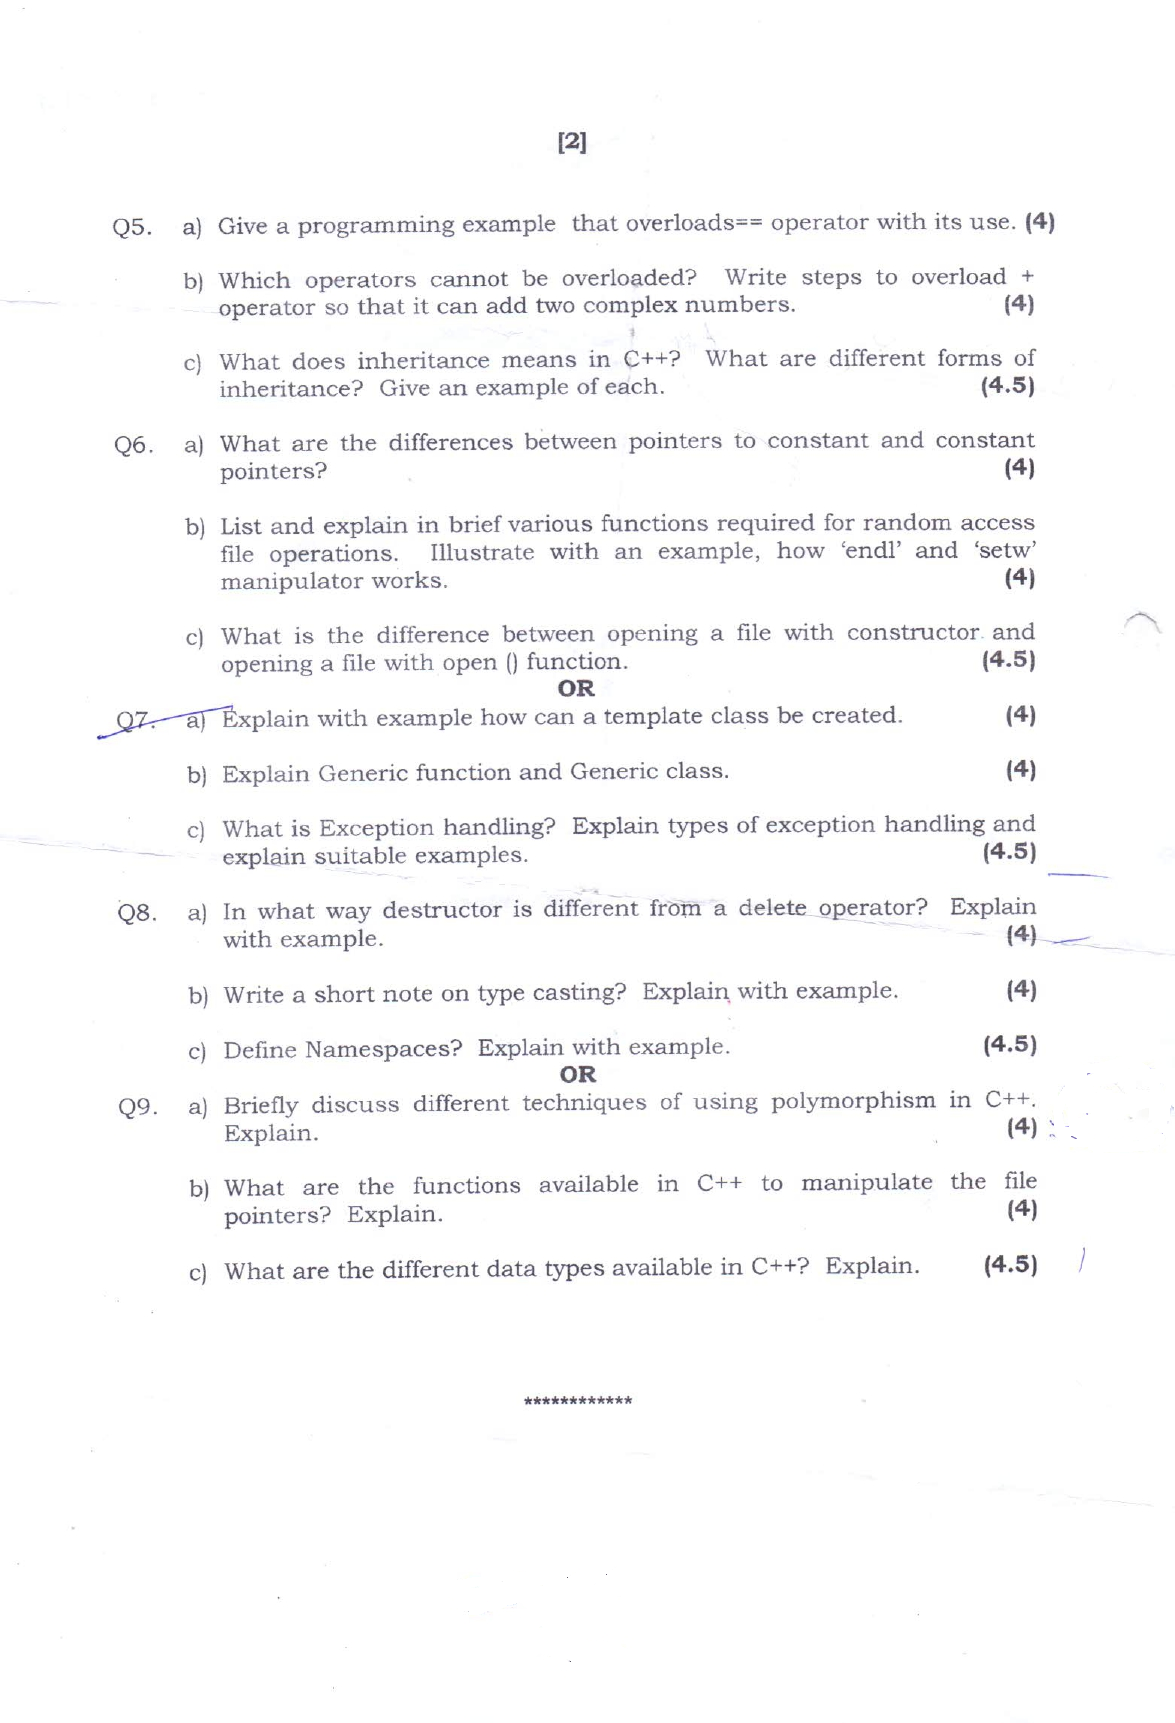 [2]
Q5. a) Give a programming example that overloads== operator with its use. (4)
b) Which operators cannot be overloaded? Write steps to overload +
operator so that it can add two complex numbers. (4)
c) What does inheritance means in C++? What are different forms of
inheritance? Give an example of each. (4.5)
Q6. a) What are the differences between pointers to constant and constant
pointers? (4)
b) List and explain in brief various functions required for random access
file operations. Illustrate with an example, how ‘endl’ and ‘setw’
manipulator works. (4)
c) What is the difference between opening a file with constructor and
opening a file with open () function. (4.5)
OR
Q7. a) Explain with example how can a template class be created. (4)
b) Explain Generic function and Generic class. (4)
c) What is Exception handling? Explain types of exception handling and
explain suitable examples. (4.5)
Q8. a) In what way destructor is different from a delete operator? Explain
with example. (4)
b) Write a short note on type casting? Explain with example. (4)
c) Define Namespaces? Explain with example. (4.5)
OR
Q9. a) Briefly discuss different techniques of using polymorphism in C++.
Explain. (4)
b) What are the functions available in C++ to manipulate the file
pointers? Explain. (4)
c) What are the different data types available in C++? Explain. (4.5)
************